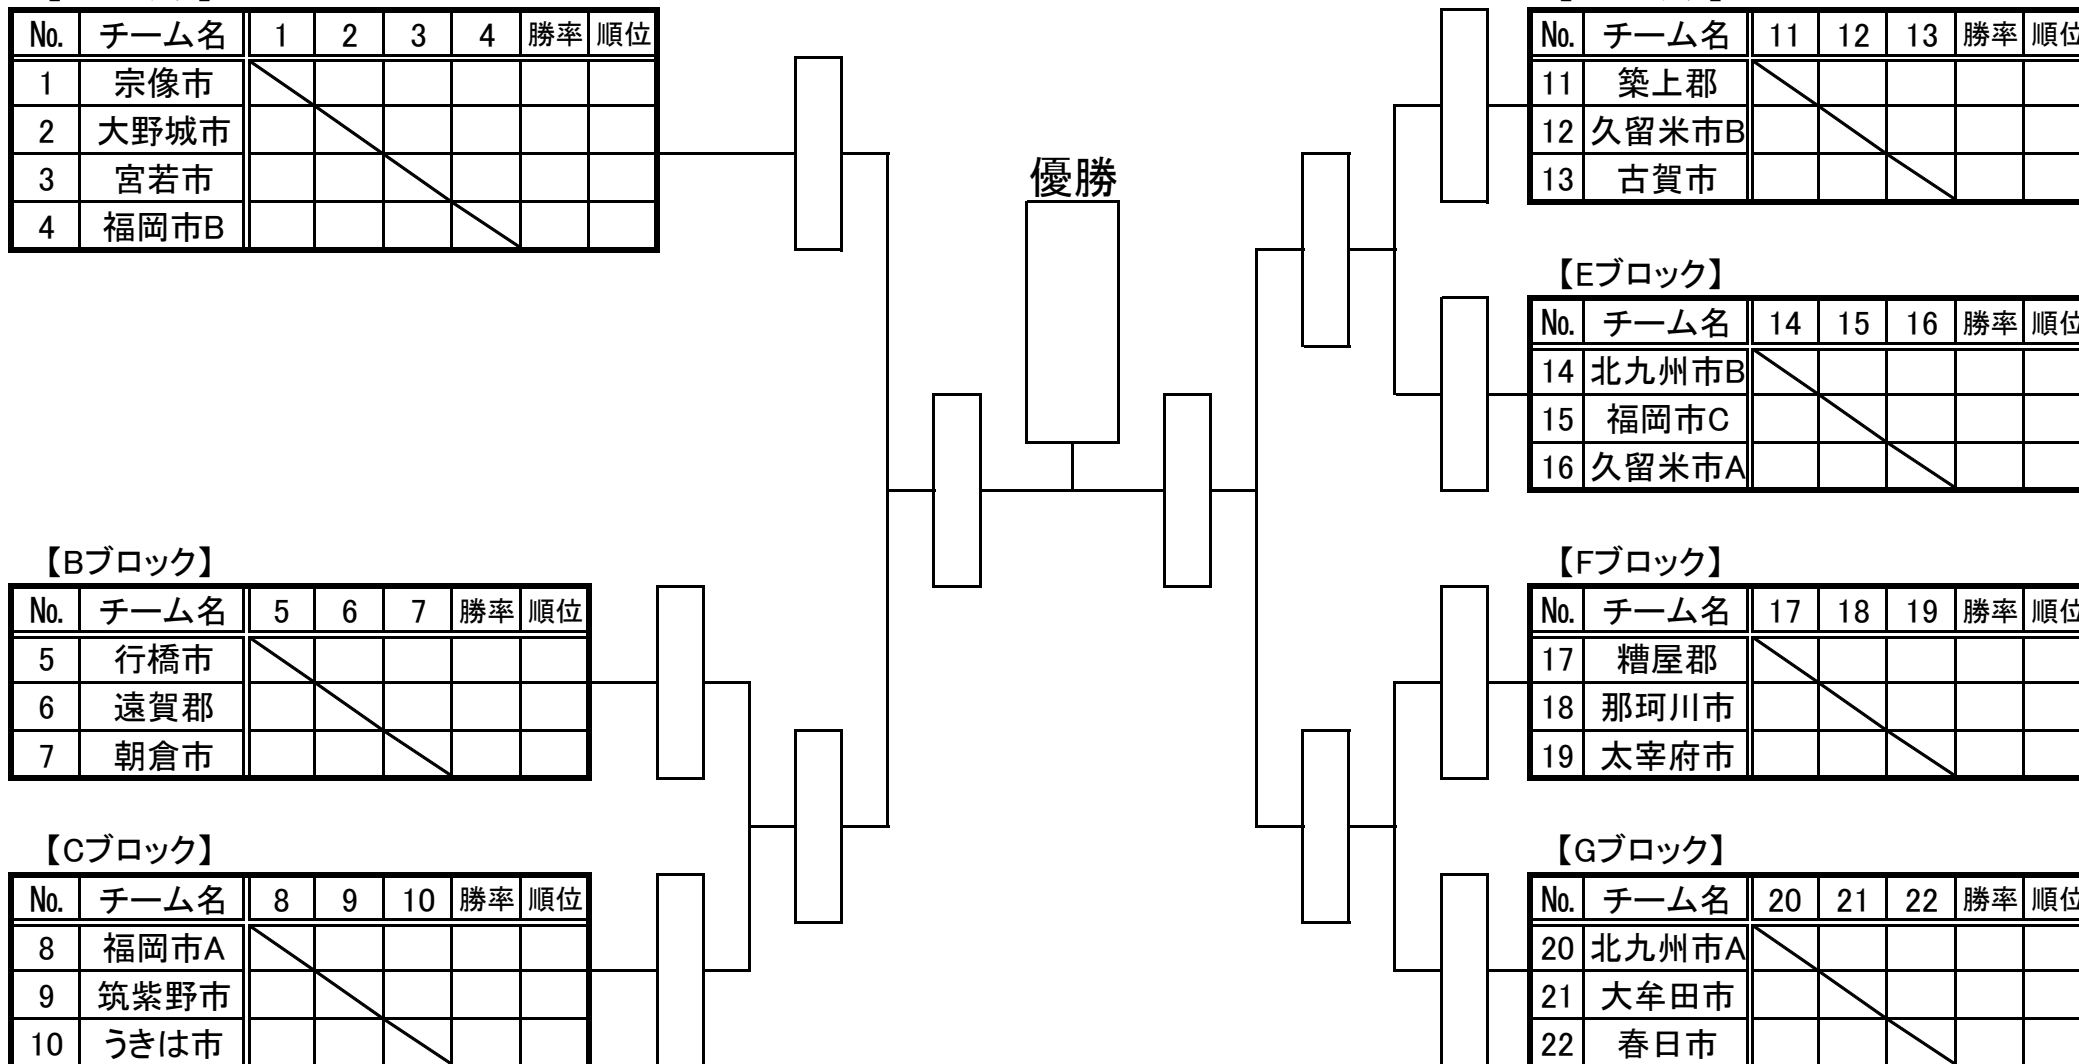 No. チーム名 1 2 3 4 勝率 順位
1 宗像市
2 大野城市
3 宮若市
4 福岡市B
【Bブロック】
No. チーム名 5 6 7 勝率 順位
5 行橋市
6 遠賀郡
7 朝倉市
【Cブロック】
No. チーム名 8 9 10 勝率 順位
8 福岡市A
9 筑紫野市
10 うきは市
優勝
No. チーム名 11 12 13 勝率 順位
11 築上郡
12 久留米市B
13 古賀市
【Eブロック】
No. チーム名 14 15 16 勝率 順位
14 北九州市B
15 福岡市C
16 久留米市A
【Fブロック】
No. チーム名 17 18 19 勝率 順位
17 糟屋郡
18 那珂川市
19 太宰府市
【Gブロック】
No. チーム名 20 21 22 勝率 順位
20 北九州市A
21 大牟田市
22 春日市